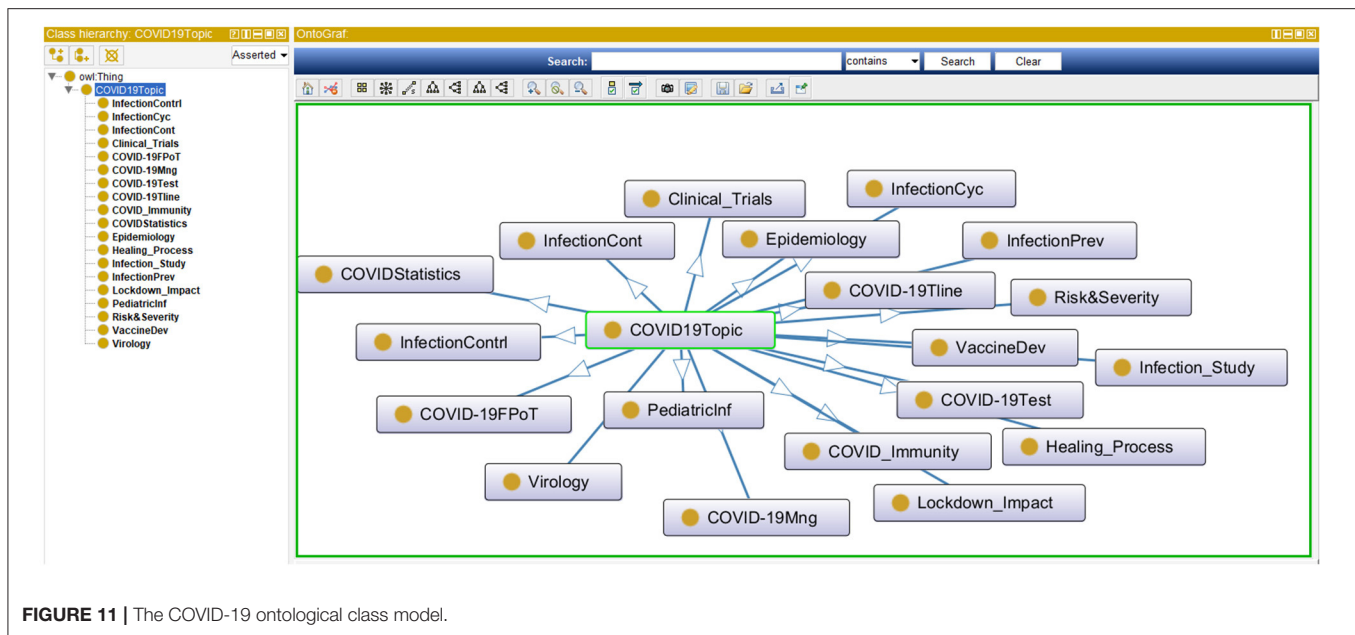 Class hierarchy: COVID19Topic
OntoGraf:
Asserted
Search:
contains
Search
Clear
owl:Thing
COVID19Topic
InfectionContrl
InfectionCyc
InfectionCont
Clinical_Trials
COVID-19FPoT
COVID-19Mng
COVID-19Test
COVID-19Tline
COVID_Immunity
COVIDStatistics
Epidemiology
Healing_Process
Infection_Study
InfectionPrev
Lockdown_Impact
PediatricInf
Risk&Severity
VaccineDev
Virology
Clinical_Trials
InfectionCyc
InfectionCont
Epidemiology
InfectionPrev
COVIDStatistics
COVID-19Tline
Risk&Severity
COVID19Topic
InfectionContrl
VaccineDev
Infection_Study
COVID-19FPoT
PediatricInf
COVID-19Test
COVID_Immunity
Healing_Process
Virology
COVID-19Mng
Lockdown_Impact
FIGURE 11 | The COVID-19 ontological class model.